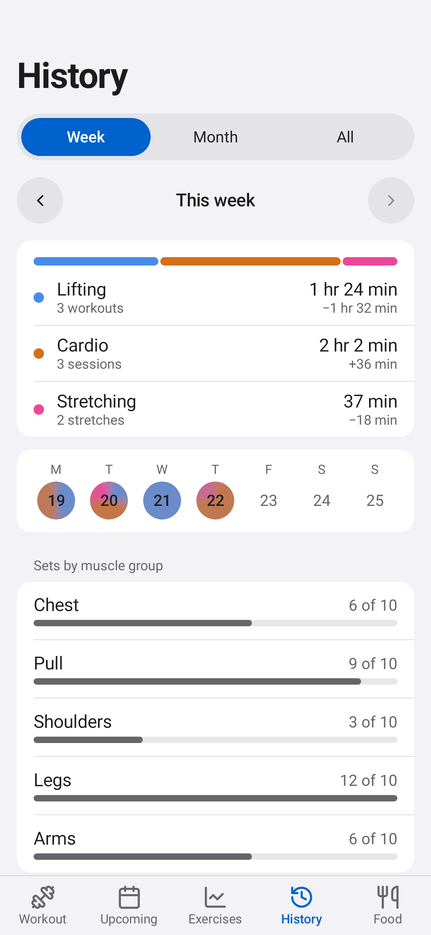 History
Week Month All
This week
Lifting 1 hr 24 min
3 workouts −1 hr 32 min
Cardio 2 hr 2 min
3 sessions +36 min
Stretching 37 min
2 stretches −18 min
M T W T F S S
19 20 21 22 23 24 25
Sets by muscle group
Chest 6 of 10
Pull 9 of 10
Shoulders 3 of 10
Legs 12 of 10
Arms 6 of 10
Workout Upcoming Exercises History Food